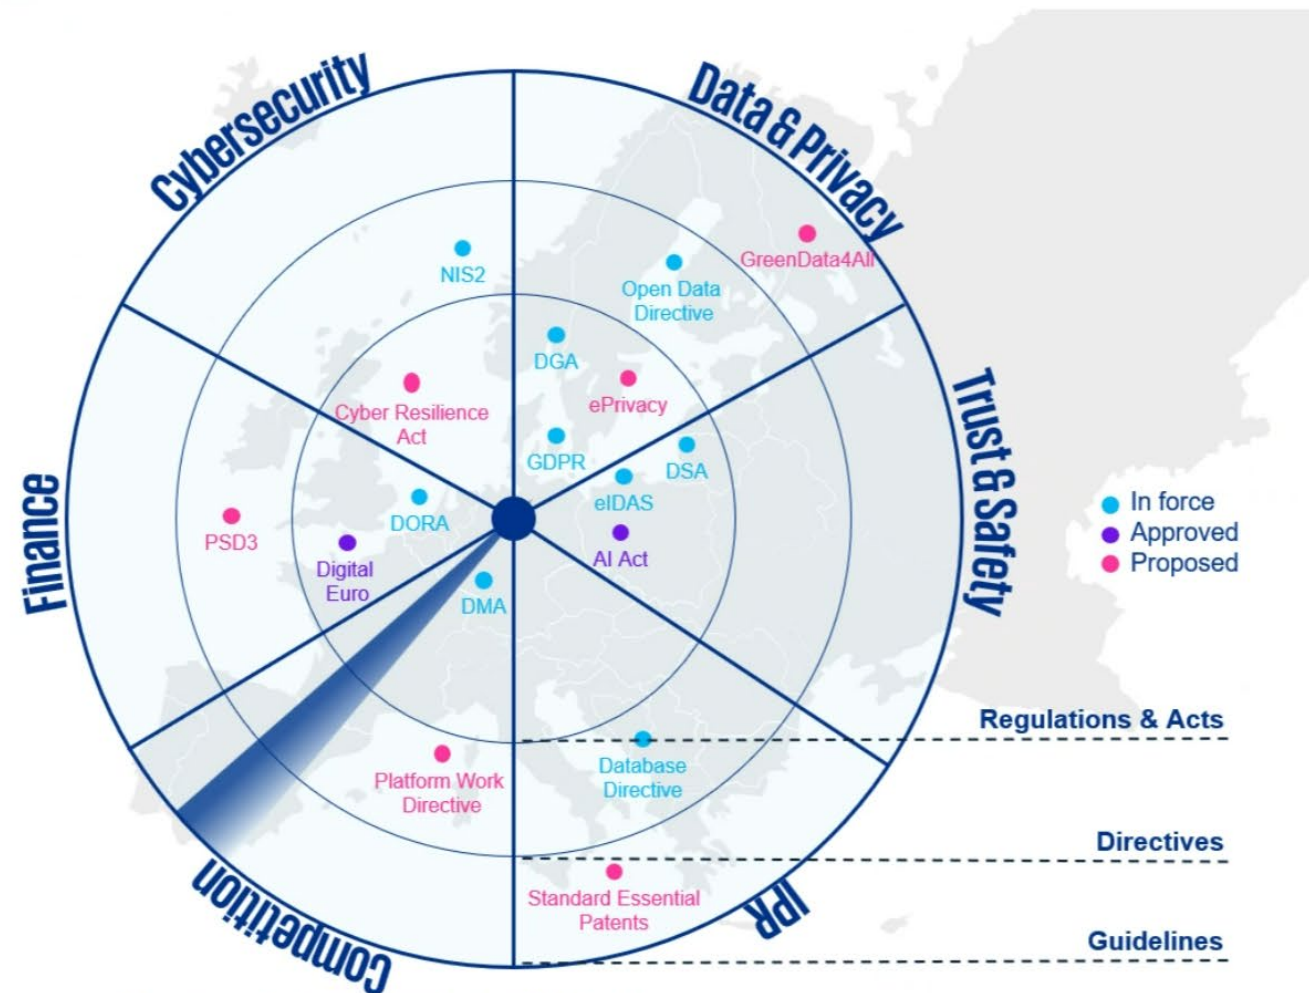 Cybersecurity
Data & Privacy
GreenData4All
NIS2
Open Data
Directive
DGA
ePrivacy
Cyber Resilience
Act
GDPR
DSA
eIDAS
DORA
PSD3
Digital
Euro
AI Act
DMA
Finance
Trust & Safety
In force
Approved
Proposed
Regulations & Acts
Platform Work
Directive
Database
Directive
Directives
Standard Essential
Patents
Competition
IPR
Guidelines